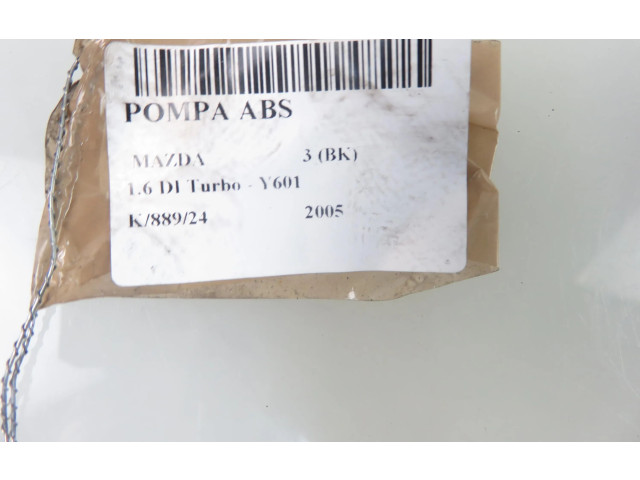 POMPA ABS
MAZDA 3 (BK)
1.6 DI Turbo - Y601
K/889/24 2005